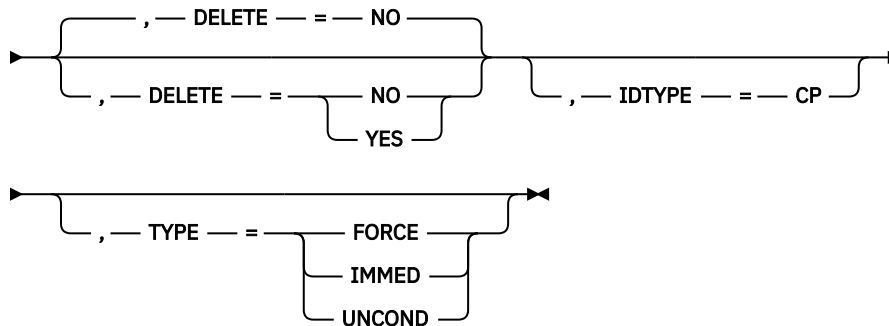 , DELETE = NO
, DELETE = NO
YES
, IDTYPE = CP
, TYPE = FORCE
IMMED
UNCOND